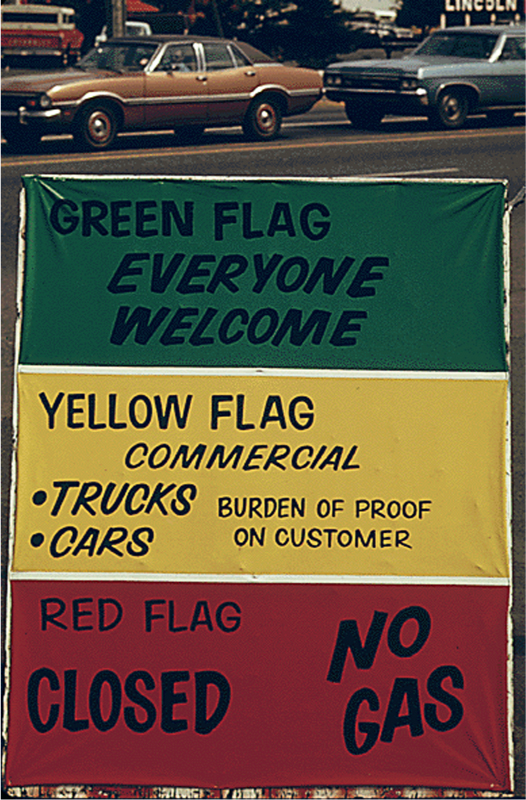 LINCOLN
GREEN FLAG
EVERYONE
WELCOME
YELLOW FLAG
COMMERCIAL
•TRUCKS
•CARS
BURDEN OF PROOF
ON CUSTOMER
RED FLAG
CLOSED
NO
GAS